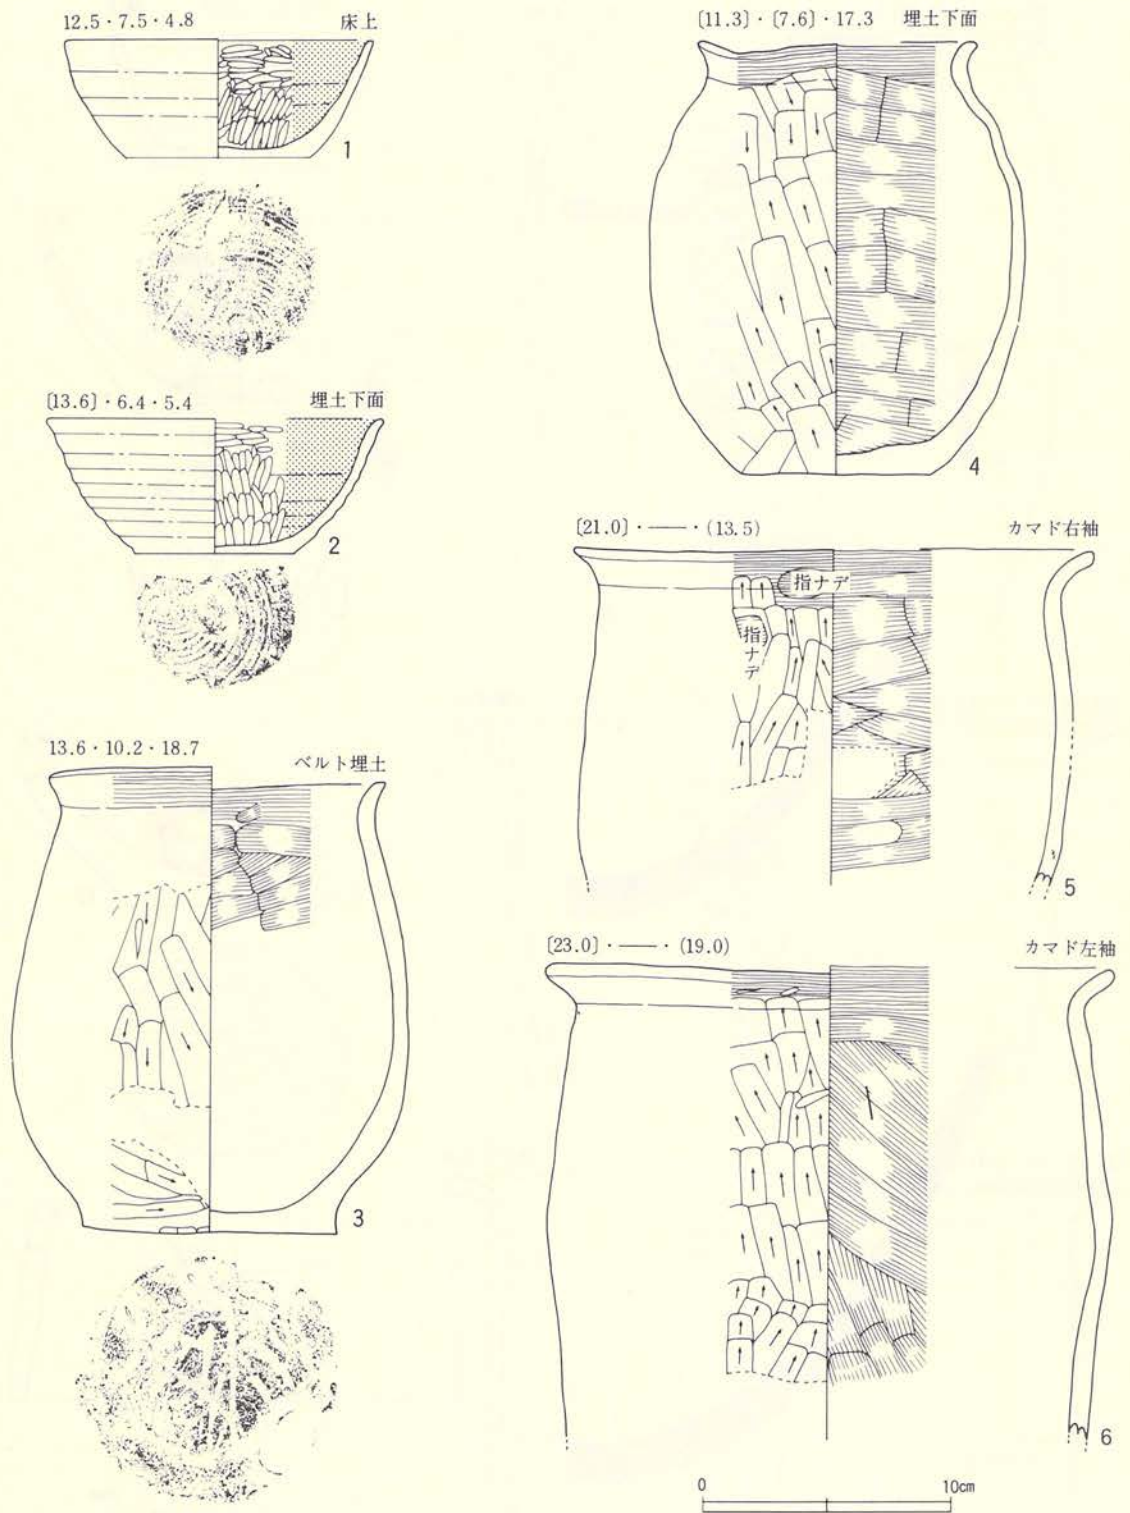 12.5・7.5・4.8 床上
1
〔13.6〕・6.4・5.4 埋土下面
2
13.6・10.2・18.7 ベルト埋土
3
〔11.3〕・〔7.6〕・17.3 埋土下面
4
〔21.0〕・――・(13.5) カマド右袖
指ナデ
指ナデ
5
〔23.0〕・――・(19.0) カマド左袖
6
0 10cm